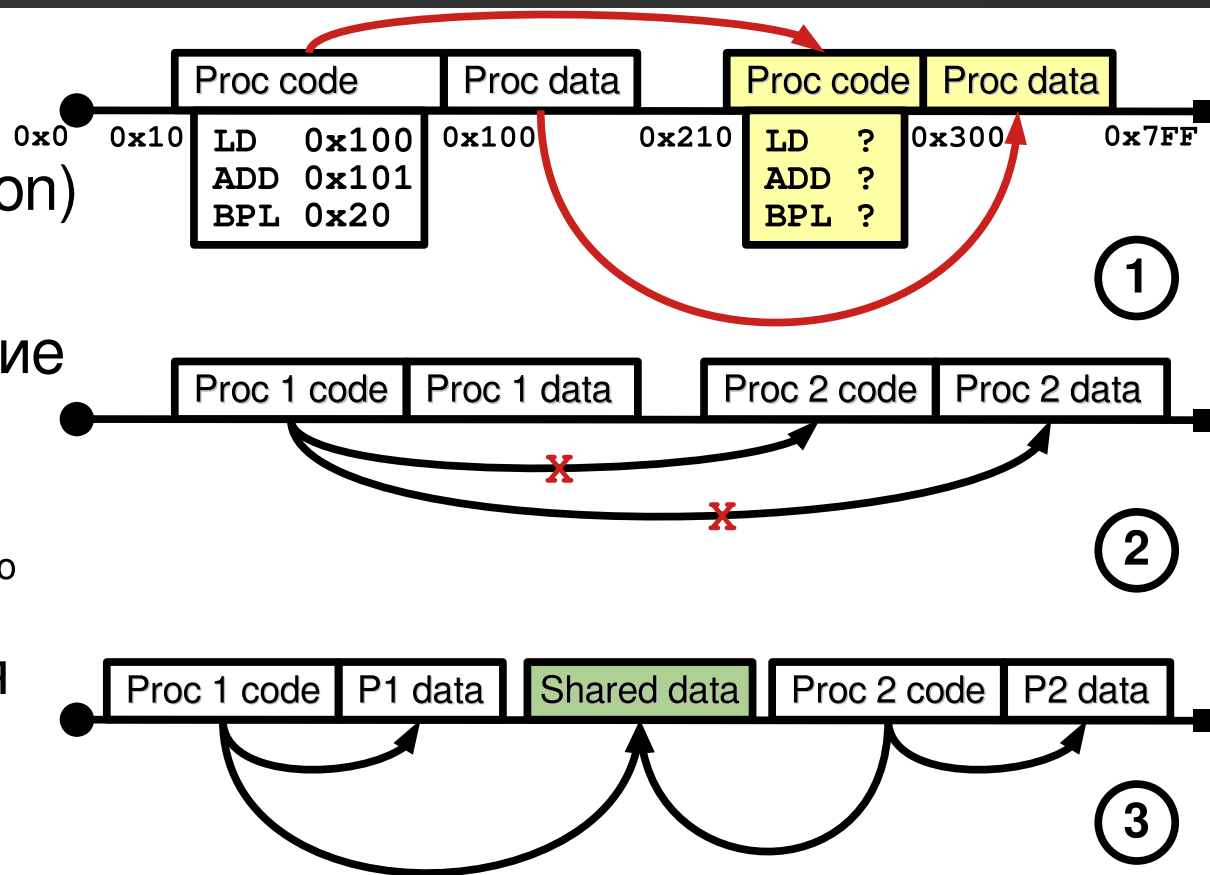 Proc code Proc data Proc code Proc data
0x0 0x10 0x100 0x210 0x300 0x7FF
LD 0x100 LD ?
ADD 0x101 ADD ?
BPL 0x20 BPL ?
on)
1
ие
Proc 1 code Proc 1 data Proc 2 code Proc 2 data
X
X
2
о
я
Proc 1 code P1 data Shared data Proc 2 code P2 data
3